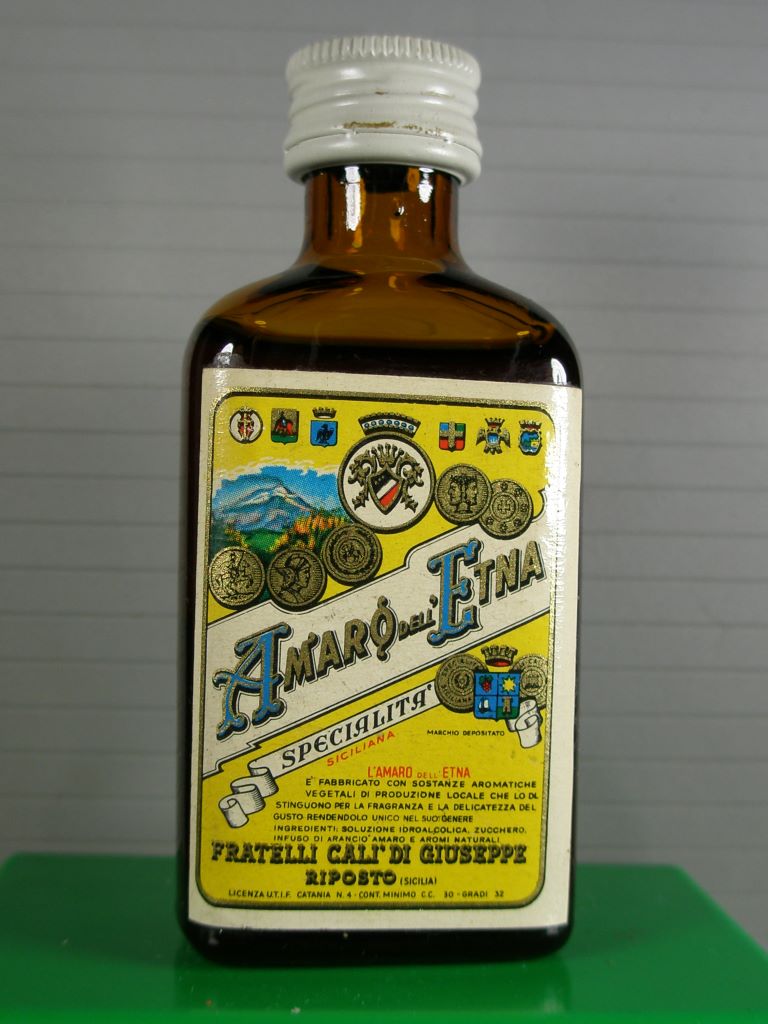 AMARO DELL' ETNA
SPECIALITA'
SICILIANA
MARCHIO DEPOSITATO
L'AMARO DELL'ETNA
E' FABBRICATO CON SOSTANZE AROMATICHE
VEGETALI DI PRODUZIONE LOCALE CHE LO DI
STINGUONO PER LA FRAGRANZA E LA DELICATEZZA DEL
GUSTO RENDENDOLO UNICO NEL SUO GENERE
INGREDIENTI: SOLUZIONE IDROALCOLICA, ZUCCHERO,
INFUSO DI ARANCIO AMARO E AROMI NATURALI
FRATELLI CALI' DI GIUSEPPE
RIPOSTO (SICILIA)
LICENZA U.T.I.F. CATANIA N. 4 - CONT. MINIMO C.C. 30 - GRADI 32